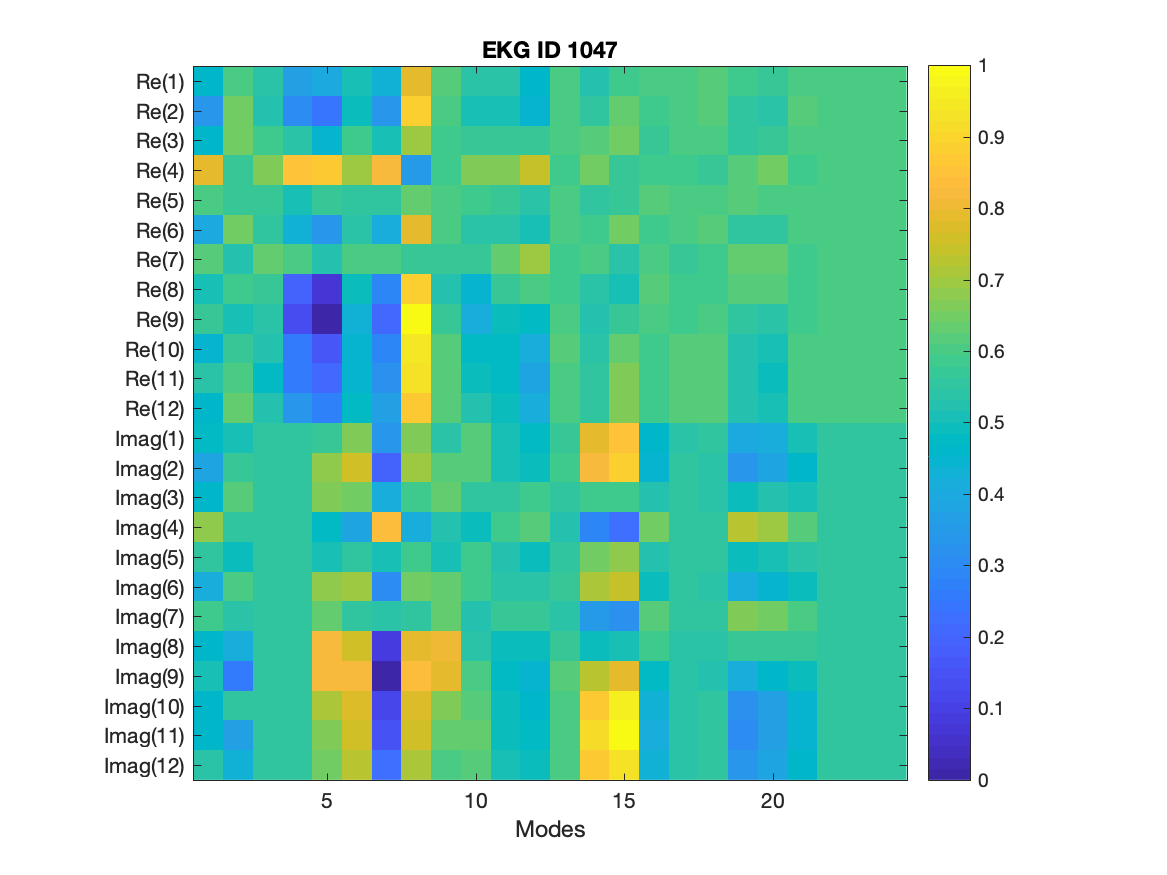 EKG ID 1047
Re(1)
Re(2)
Re(3)
Re(4)
Re(5)
Re(6)
Re(7)
Re(8)
Re(9)
Re(10)
Re(11)
Re(12)
Imag(1)
Imag(2)
Imag(3)
Imag(4)
Imag(5)
Imag(6)
Imag(7)
Imag(8)
Imag(9)
Imag(10)
Imag(11)
Imag(12)
5 10 15 20
Modes
1
0.9
0.8
0.7
0.6
0.5
0.4
0.3
0.2
0.1
0